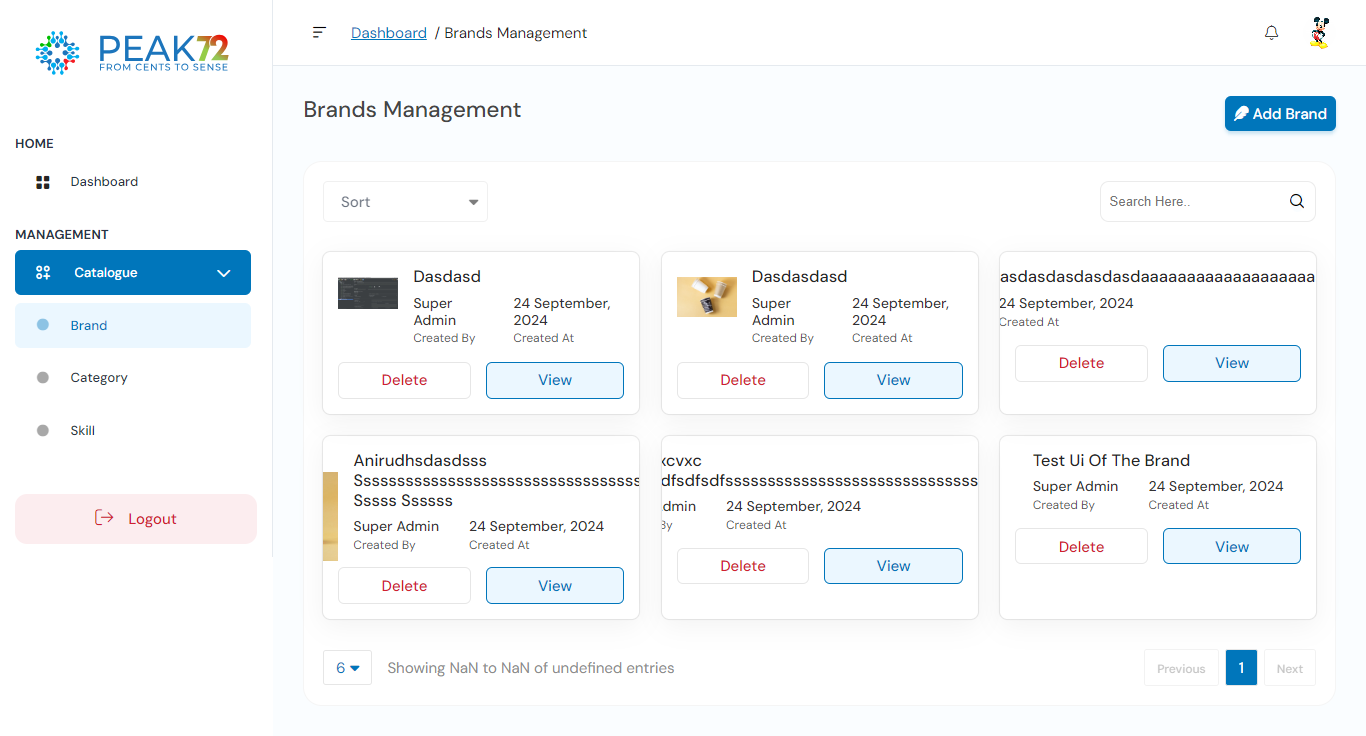 PEAK72
FROM CENTS TO SENSE
Dashboard / Brands Management
HOME
Dashboard
MANAGEMENT
Catalogue
Brand
Category
Skill
Logout
Brands Management
Add Brand
Sort
Search Here..
Dasdasd
Super Admin
Created By
24 September, 2024
Created At
Delete
View
Dasdasdasd
Super Admin
Created By
24 September, 2024
Created At
Delete
View
asdasdasdasdasdaaaaaaaaaaaaaaaaaaa
24 September, 2024
Created At
Delete
View
Anirudhsdasdsss
Ssssssssssssssssssssssssssssssssss
Sssss Ssssss
Super Admin
Created By
24 September, 2024
Created At
Delete
View
xcvxc
dfsdfsdfsssssssssssssssssssssssssssss
dmin
By
24 September, 2024
Created At
Delete
View
Test Ui Of The Brand
Super Admin
Created By
24 September, 2024
Created At
Delete
View
6
Showing NaN to NaN of undefined entries
Previous
1
Next